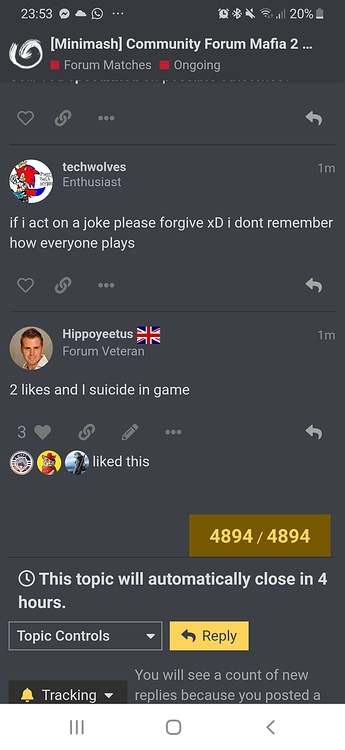 23:53
20%
[Minimash] Community Forum Mafia 2 ...
Forum Matches Ongoing
techwolves
1m
Enthusiast
if i act on a joke please forgive xD i dont remember
how everyone plays
Hippoyeetus
1m
Forum Veteran
2 likes and I suicide in game
3
liked this
4894 / 4894
This topic will automatically close in 4
hours.
Topic Controls
Reply
Tracking
You will see a count of new
replies because you posted a